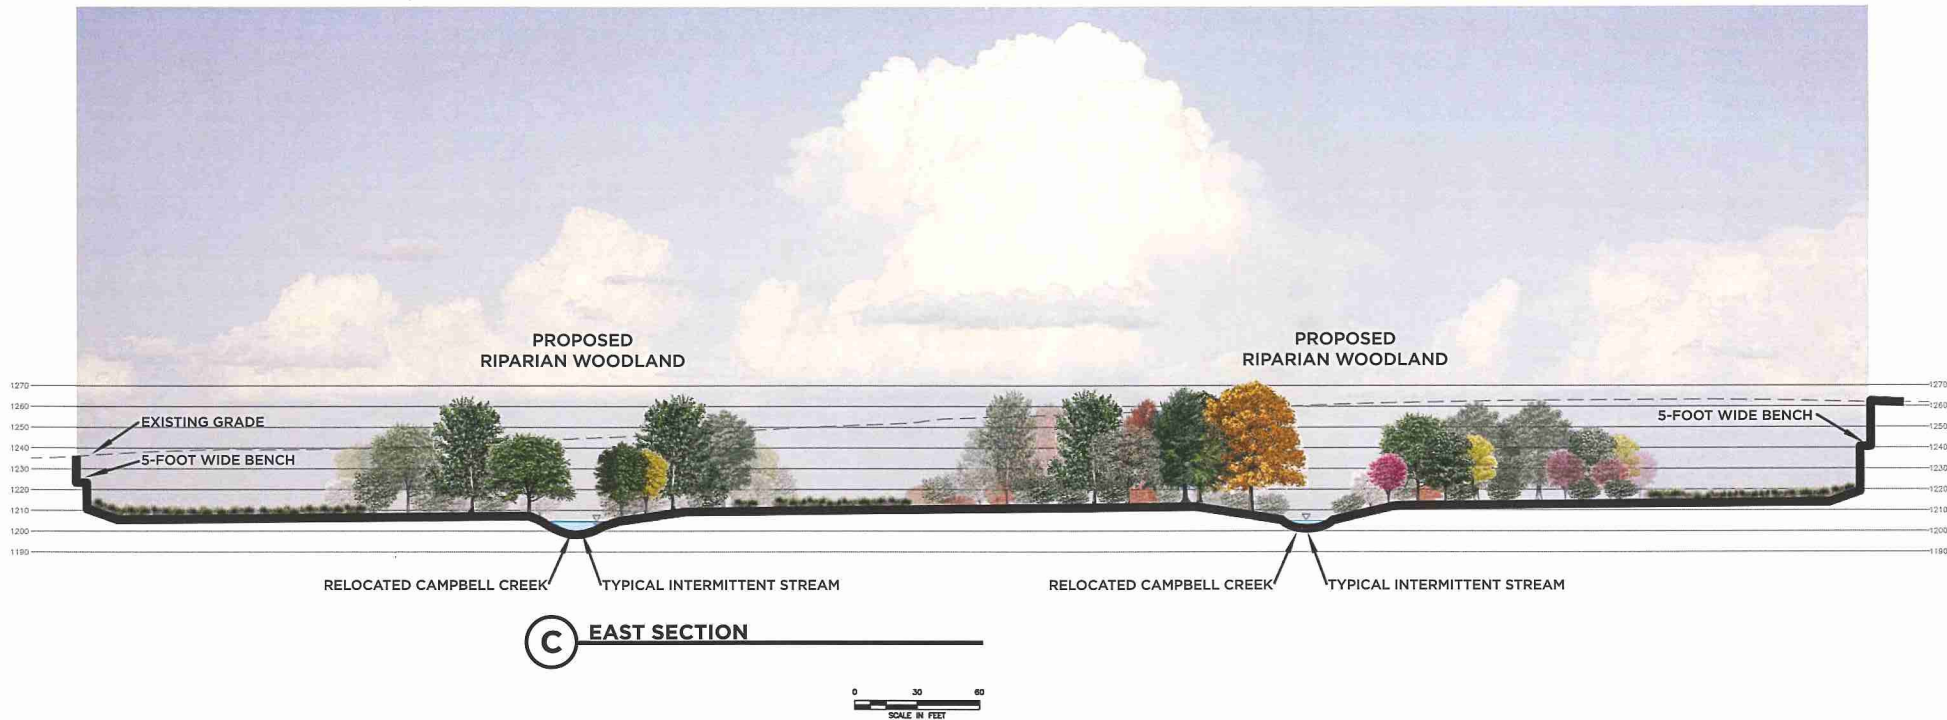 PROPOSED
RIPARIAN WOODLAND
PROPOSED
RIPARIAN WOODLAND
1270
1260
1250
1240
1230
1220
1210
1200
1190
EXISTING GRADE
5-FOOT WIDE BENCH
5-FOOT WIDE BENCH
1270
1260
1250
1240
1230
1220
1210
1200
1190
RELOCATED CAMPBELL CREEK
TYPICAL INTERMITTENT STREAM
RELOCATED CAMPBELL CREEK
TYPICAL INTERMITTENT STREAM
C EAST SECTION
0 30 60
SCALE IN FEET